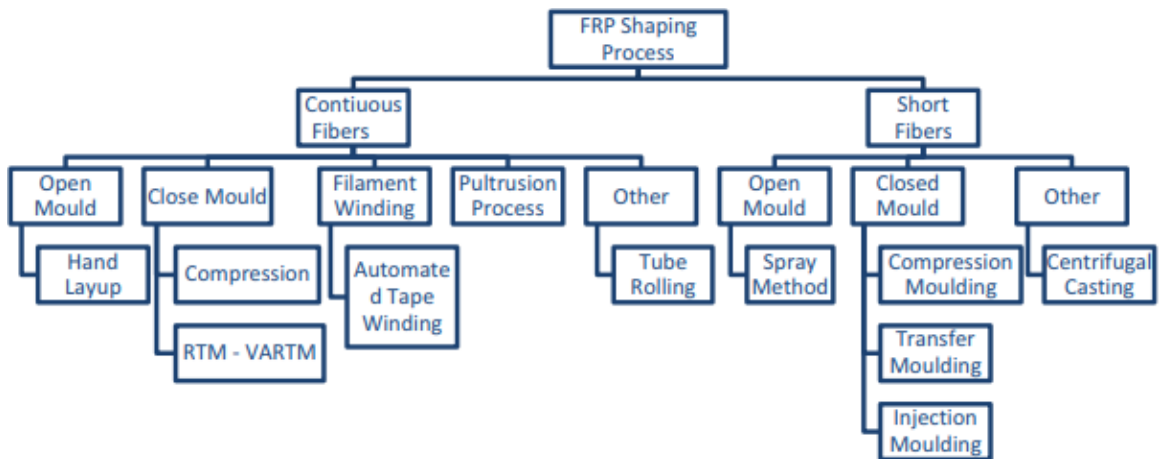 FRP Shaping
Process
Contiuous
Fibers
Short
Fibers
Open
Mould
Close Mould
Filament
Winding
Pultrusion
Process
Other
Open
Mould
Closed
Mould
Other
Hand
Layup
Compression
RTM - VARTM
Automate
d Tape
Winding
Tube
Rolling
Spray
Method
Compression
Moulding
Transfer
Moulding
Injection
Moulding
Centrifugal
Casting